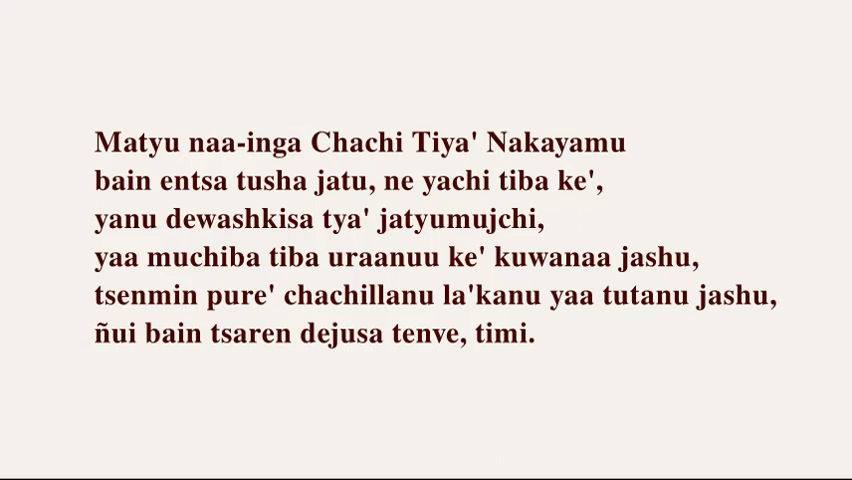 Matyu naa-inga Chachi Tiya' Nakayamu
bain entsa tusha jatu, ne yachi tiba ke',
yanu dewashkisa tya' jatyumujchi,
yaa muchiba tiba uraanuu ke' kuwanaa jashu,
tsenmin pure' chachillanu la'kanu yaa tutanu jashu,
ñui bain tsaren dejusa tenve, timi.